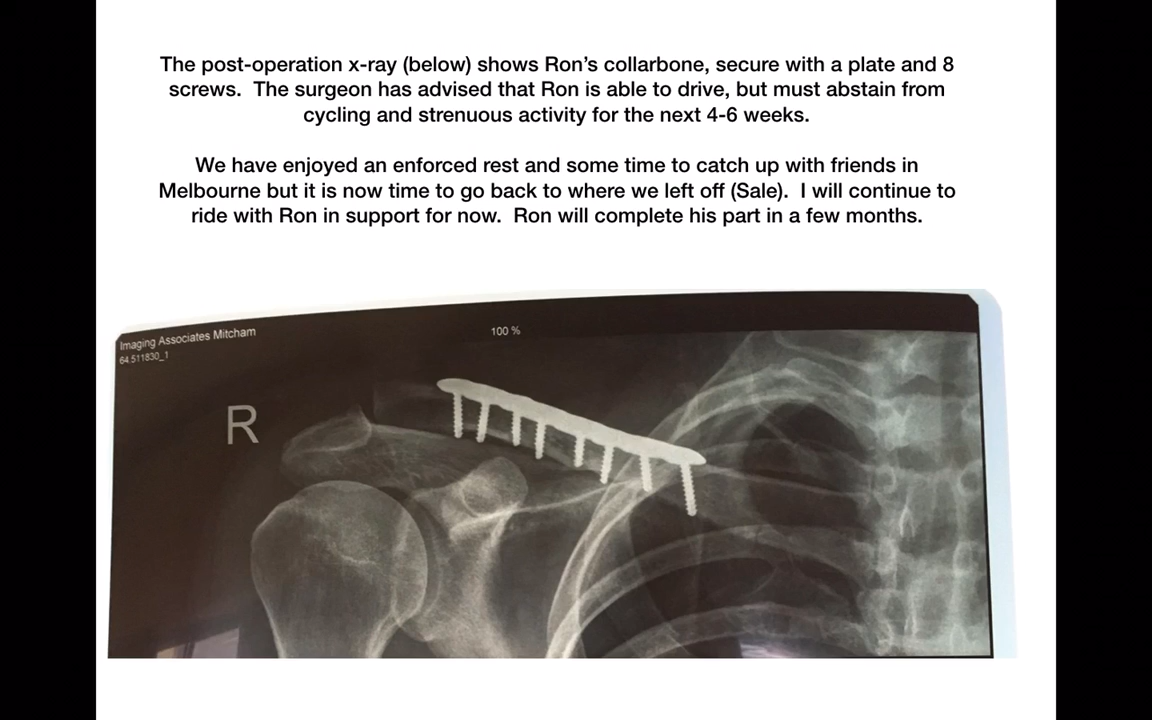 The post-operation x-ray (below) shows Ron's collarbone, secure with a plate and 8
screws.  The surgeon has advised that Ron is able to drive, but must abstain from
cycling and strenuous activity for the next 4-6 weeks.
We have enjoyed an enforced rest and some time to catch up with friends in
Melbourne but it is now time to go back to where we left off (Sale).  I will continue to
ride with Ron in support for now.  Ron will complete his part in a few months.
Imaging Associates Mitcham
64.511830_1
100 %
R